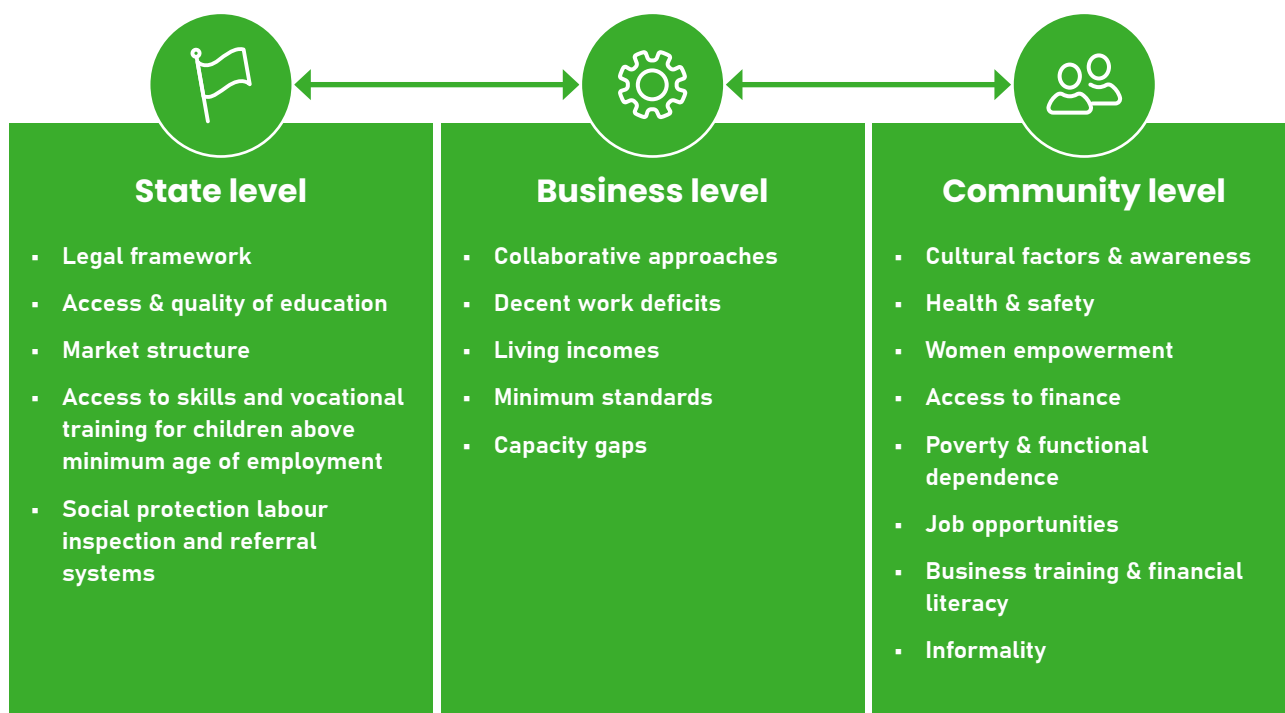 State level
Legal framework
Access & quality of education
Market structure
Access to skills and vocational
training for children above
minimum age of employment
Social protection labour
inspection and referral
systems
Business level
Collaborative approaches
Decent work deficits
Living incomes
Minimum standards
Capacity gaps
Community level
Cultural factors & awareness
Health & safety
Women empowerment
Access to finance
Poverty & functional
dependence
Job opportunities
Business training & financial
literacy
Informality